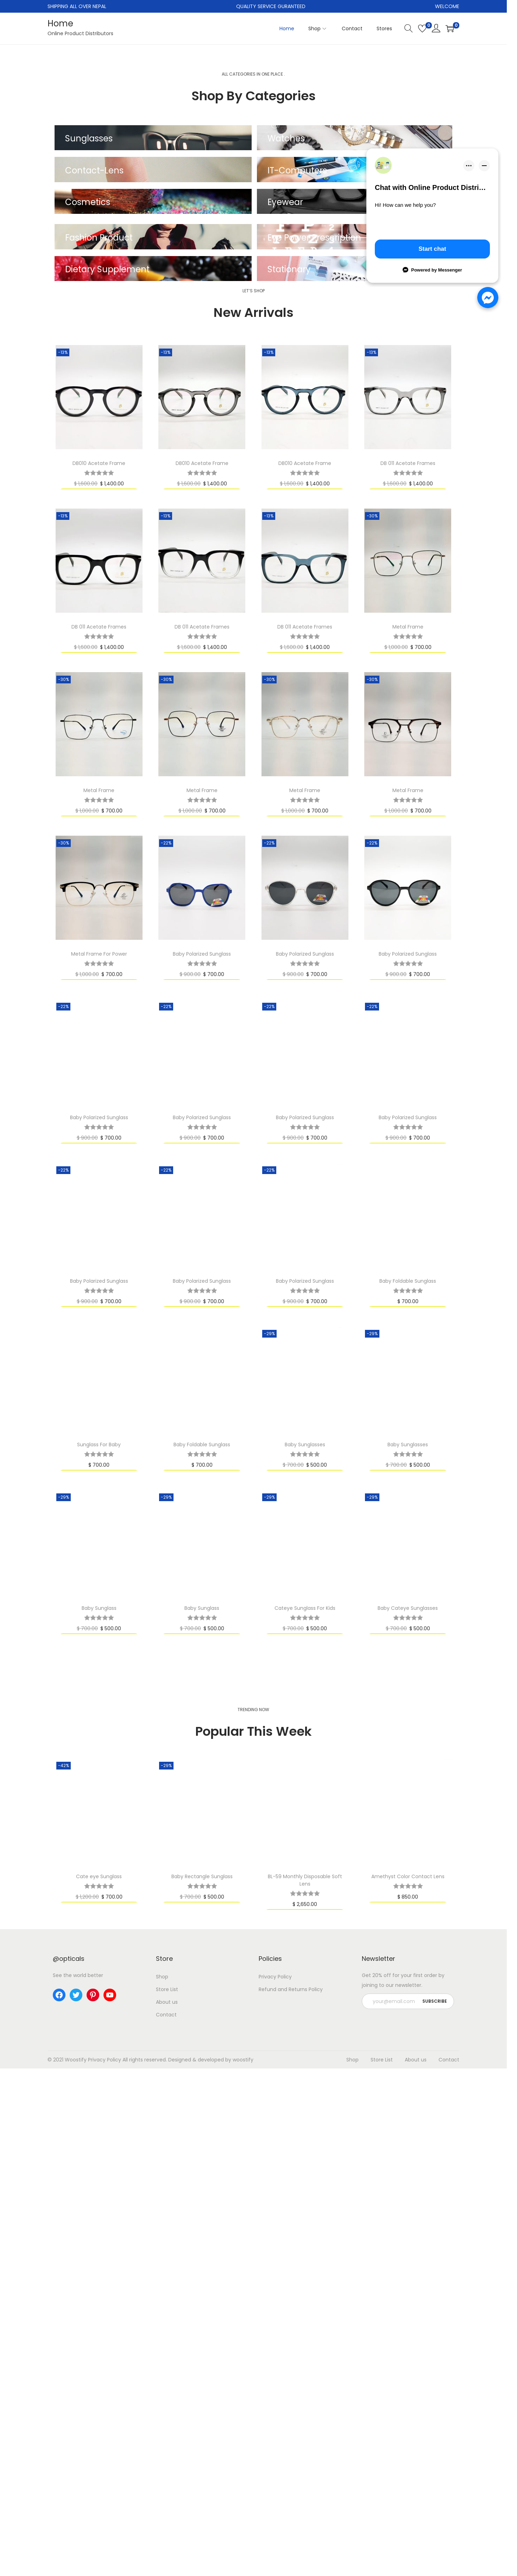 SHIPPING ALL OVER NEPAL
QUALITY SERVICE GURANTEED
WELCOME
Home
Online Product Distributors
Home
Shop
Contact
Stores
0
0
ALL CATEGORIES IN ONE PLACE
Shop By Categories
Sunglasses
Watches
Contact-Lens
IT-Computers
Cosmetics
Eyewear
Fashion Product
Eye Power Prescription
Dietary Supplement
Stationary
Chat with Online Product Distri...
Hi! How can we help you?
Start chat
Powered by Messenger
LET'S SHOP
New Arrivals
-13%
-13%
-13%
-13%
DB010 Acetate Frame
DB010 Acetate Frame
DB010 Acetate Frame
DB 011 Acetate Frames
$ 1,600.00 $ 1,400.00
$ 1,600.00 $ 1,400.00
$ 1,600.00 $ 1,400.00
$ 1,600.00 $ 1,400.00
-13%
-13%
-13%
-30%
DB 011 Acetate Frames
DB 011 Acetate Frames
DB 011 Acetate Frames
Metal Frame
$ 1,600.00 $ 1,400.00
$ 1,600.00 $ 1,400.00
$ 1,600.00 $ 1,400.00
$ 1,000.00 $ 700.00
-30%
-30%
-30%
-30%
Metal Frame
Metal Frame
Metal Frame
Metal Frame
$ 1,000.00 $ 700.00
$ 1,000.00 $ 700.00
$ 1,000.00 $ 700.00
$ 1,000.00 $ 700.00
-30%
-22%
-22%
-22%
Metal Frame For Power
Baby Polarized Sunglass
Baby Polarized Sunglass
Baby Polarized Sunglass
$ 1,000.00 $ 700.00
$ 900.00 $ 700.00
$ 900.00 $ 700.00
$ 900.00 $ 700.00
-22%
-22%
-22%
-22%
Baby Polarized Sunglass
Baby Polarized Sunglass
Baby Polarized Sunglass
Baby Polarized Sunglass
$ 900.00 $ 700.00
$ 900.00 $ 700.00
$ 900.00 $ 700.00
$ 900.00 $ 700.00
-22%
-22%
-22%
Baby Polarized Sunglass
Baby Polarized Sunglass
Baby Polarized Sunglass
Baby Foldable Sunglass
$ 900.00 $ 700.00
$ 900.00 $ 700.00
$ 900.00 $ 700.00
$ 700.00
-29%
-29%
Sunglass For Baby
Baby Foldable Sunglass
Baby Sunglasses
Baby Sunglasses
$ 700.00
$ 700.00
$ 700.00 $ 500.00
$ 700.00 $ 500.00
-29%
-29%
-29%
-29%
Baby Sunglass
Baby Sunglass
Cateye Sunglass For Kids
Baby Cateye Sunglasses
$ 700.00 $ 500.00
$ 700.00 $ 500.00
$ 700.00 $ 500.00
$ 700.00 $ 500.00
TRENDING NOW
Popular This Week
-42%
-29%
Cate eye Sunglass
Baby Rectangle Sunglass
BL-59 Monthly Disposable Soft
Lens
Amethyst Color Contact Lens
$ 1,200.00 $ 700.00
$ 700.00 $ 500.00
$ 2,650.00
$ 850.00
@opticals
Store
Policies
Newsletter
See the world better
Shop
Store List
About us
Contact
Privacy Policy
Refund and Returns Policy
Get 20% off for your first order by
joining to our newsletter.
your@email.com
SUBSCRIBE
© 2021 Woostify Privacy Policy All rights reserved. Designed & developed by woostify
Shop
Store List
About us
Contact